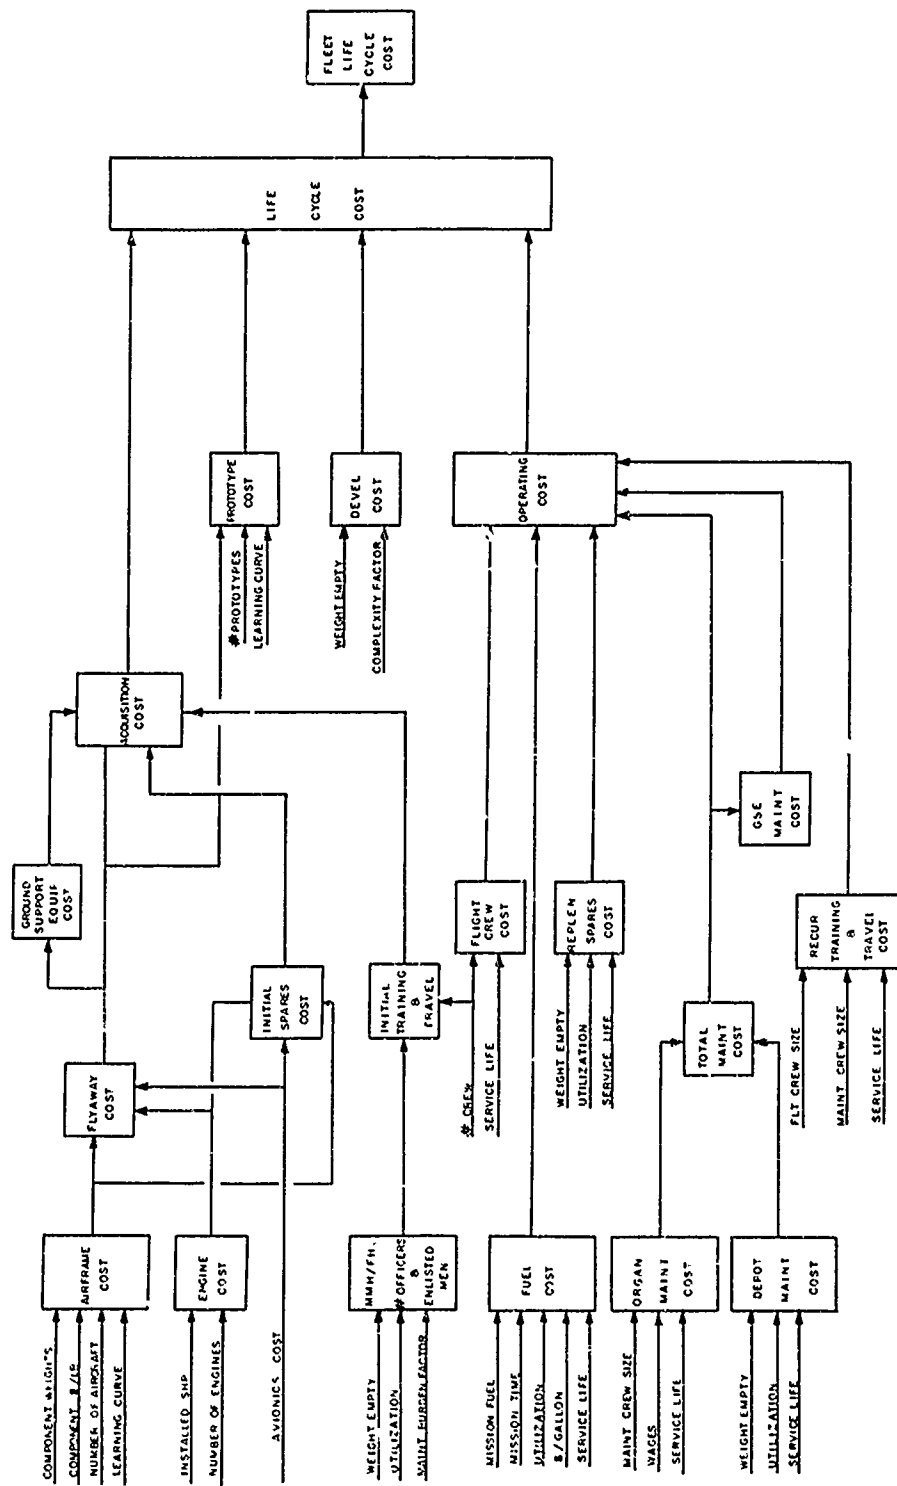 FLEET
LIFE
CYCLE
COST
LIFE
CYCLE
COST
ACQUISITION
COST
PROTOTYPE
COST
#PROTOTYPES
LEARNING CURVE
DEVEL
COST
WEIGHT EMPTY
COMPLEXITY FACTOR
OPERATING
COST
GROUND
SUPPORT
EQUIP
COST
FLYAWAY
COST
INITIAL
SPARES
COST
INITIAL
TRAINING
&
TRAVEL
FLIGHT
CREW
COST
# CREW
SERVICE LIFE
REPLEN
SPARES
COST
WEIGHT EMPTY
UTILIZATION
SERVICE LIFE
GSE
MAINT
COST
TOTAL
MAINT
COST
RECUR
TRAINING
&
TRAVEL
COST
FLT CREW SIZE
MAINT CREW SIZE
SERVICE LIFE
AIRFRAME
COST
COMPONENT WEIGHTS
COMPONENT $/LB
NUMBER OF AIRCRAFT
LEARNING CURVE
ENGINE
COST
INSTALLED SHP
NUMBER OF ENGINES
AVIONICS COST
MMH/FH,
# OFFICERS
&
ENLISTED
MEN
WEIGHT EMPTY
UTILIZATION
MAINT BURDEN FACTOR
FUEL
COST
MISSION FUEL
MISSION TIME
UTILIZATION
$/GALLON
SERVICE LIFE
ORGAN
MAINT
COST
MAINT CREW SIZE
WAGES
SERVICE LIFE
DEPOT
MAINT
COST
WEIGHT EMPTY
UTILIZATION
SERVICE LIFE